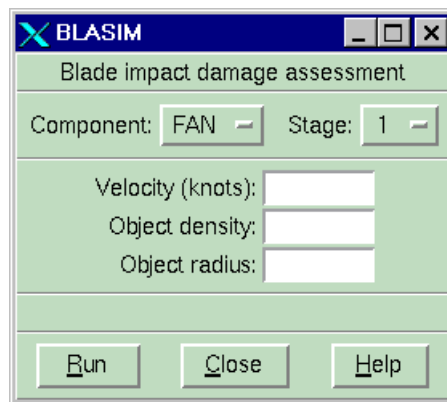 BLASIM
Blade impact damage assessment
Component: FAN Stage: 1
Velocity (knots):
Object density:
Object radius:
Run Close Help